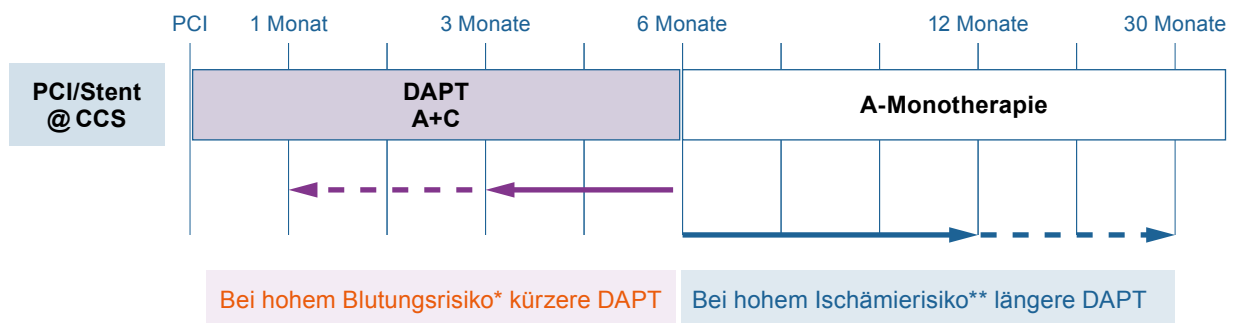 PCI 1 Monat 3 Monate 6 Monate 12 Monate 30 Monate
PCI/Stent
@ CCS
DAPT
A+C
A-Monotherapie
Bei hohem Blutungsrisiko* kürzere DAPT
Bei hohem Ischämierisiko** längere DAPT